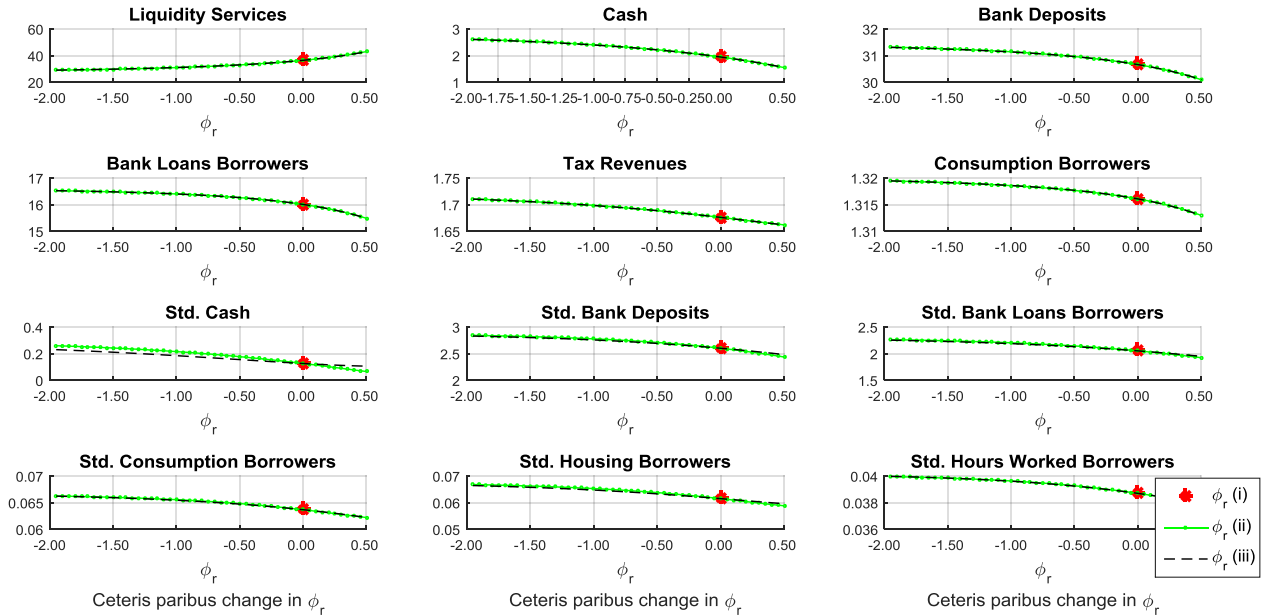 Liquidity Services
60
40
20
-2.00 -1.50 -1.00 -0.50 0.00 0.50
ϕr
Cash
3
2
1
-2.00 -1.75 -1.50 -1.25 -1.00 -0.75 -0.50 -0.25 0.00 0.50
ϕr
Bank Deposits
31
31
30
-2.00 -1.50 -1.00 -0.50 0.00 0.50
ϕr
Bank Loans Borrowers
17
16
15
-2.00 -1.50 -1.00 -0.50 0.00 0.50
ϕr
Tax Revenues
1.75
1.7
1.65
-2.00 -1.50 -1.00 -0.50 0.00 0.50
ϕr
Consumption Borrowers
1.32
1.315
1.31
-2.00 -1.50 -1.00 -0.50 0.00 0.50
ϕr
Std. Cash
0.4
0.2
0
-2.00 -1.50 -1.00 -0.50 0.00 0.50
ϕr
Std. Bank Deposits
3
2.5
2
-2.00 -1.50 -1.00 -0.50 0.00 0.50
ϕr
Std. Bank Loans Borrowers
2.5
2
1.5
-2.00 -1.50 -1.00 -0.50 0.00 0.50
ϕr
Std. Consumption Borrowers
0.07
0.065
0.06
-2.00 -1.50 -1.00 -0.50 0.00 0.50
ϕr
Ceteris paribus change in ϕr
Std. Housing Borrowers
0.07
0.06
0.05
-2.00 -1.50 -1.00 -0.50 0.00 0.50
ϕr
Ceteris paribus change in ϕr
Std. Hours Worked Borrowers
0.04
0.038
0.036
-2.00 -1.50 -1.00 -0.50 0.00
ϕr
Ceteris paribus change in ϕr
ϕr (i)
ϕr (ii)
ϕr (iii)